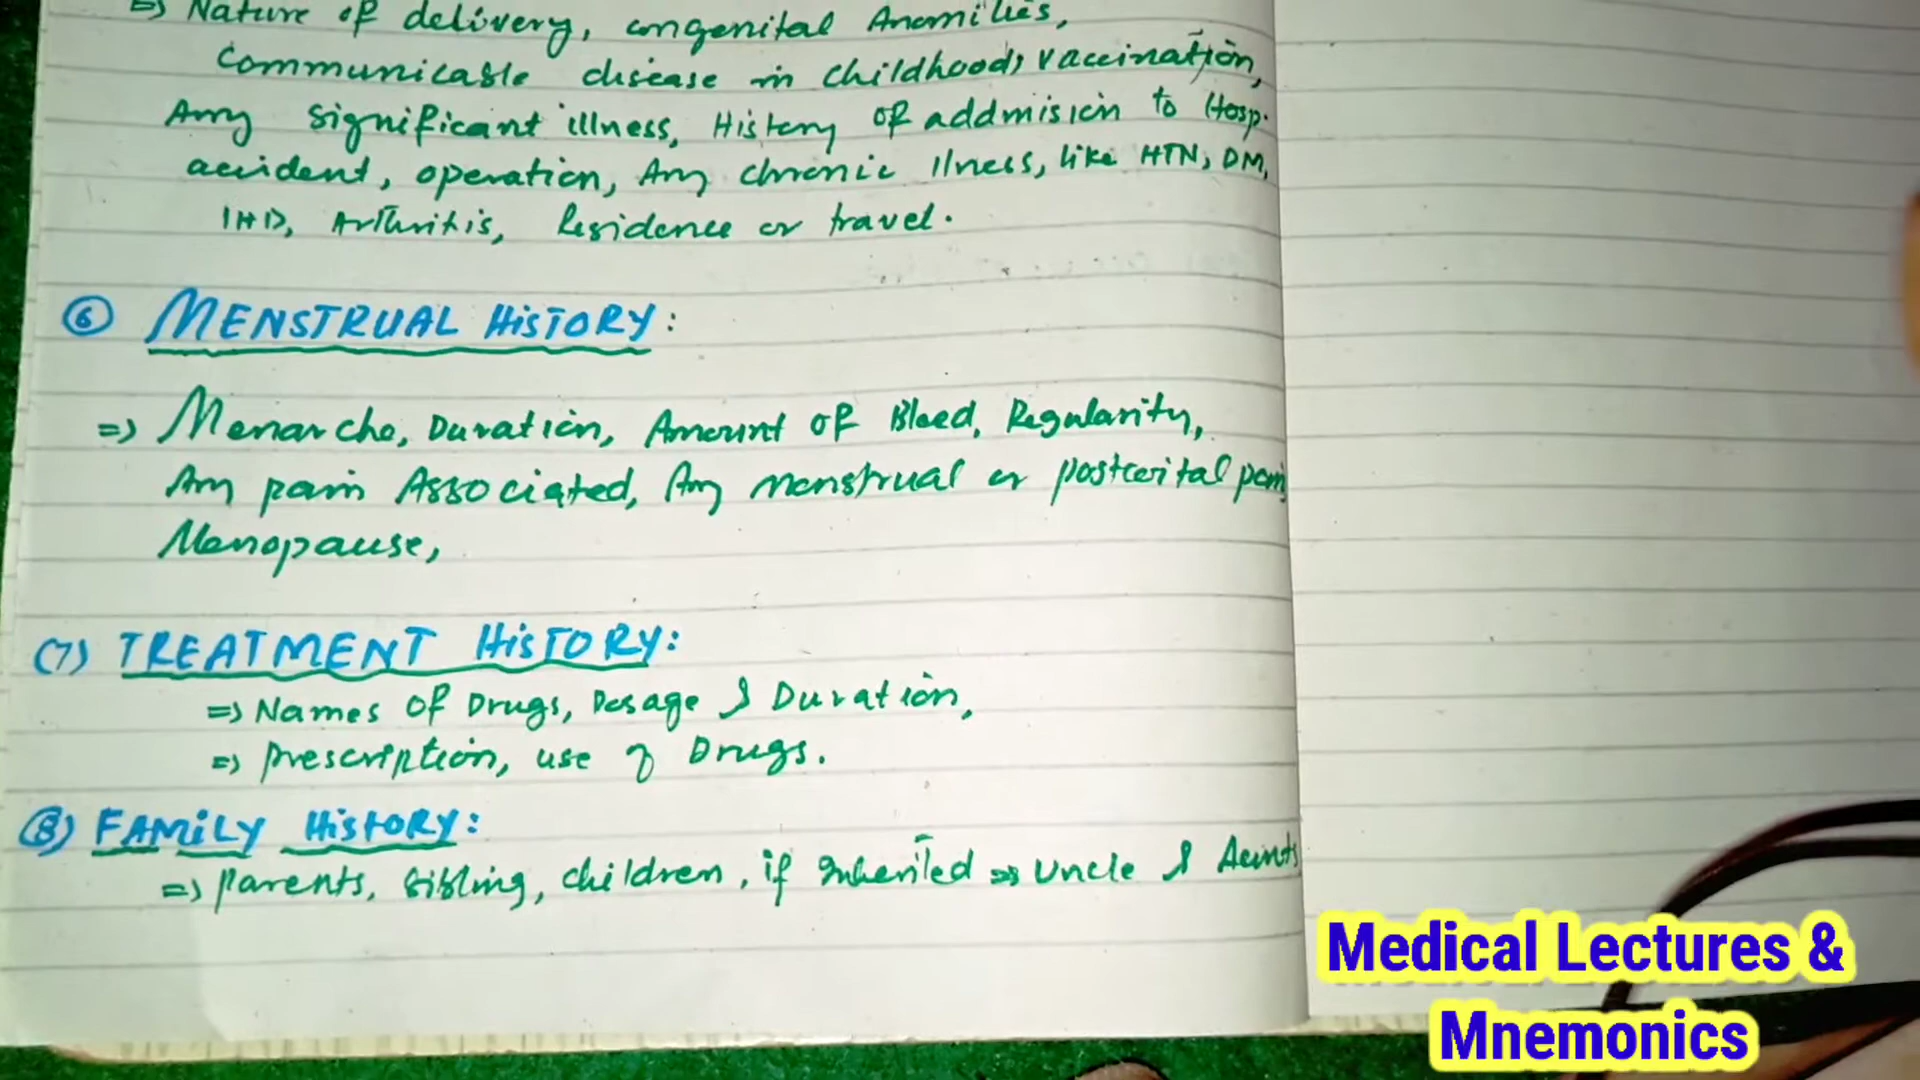 => Nature of delivery, congenital Anomilies,
Communicable disease in childhood, vaccination,
Any significant illness, History of addmision to Hosp.
accident, operation, Any chronic Ilness, like HTN, DM,
IHD, Arthritis, Residence or travel.
6 MENSTRUAL HISTORY:
=> Menarche, Duration, Amount of Bleed, Regularity,
Any pain Associated, Any menstrual or postcoital pain
Menopause,
(7) TREATMENT HISTORY:
=> Names of Drugs, Dosage & Duration,
=> prescription, use of Drugs.
(8) FAMILY HISTORY:
=> parents, sibling, children, if Inherited => Uncle & Aunts
Medical Lectures &
Mnemonics